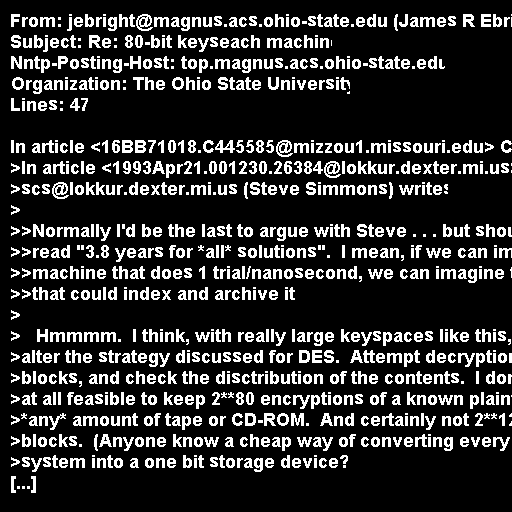 From: jebright@magnus.acs.ohio-state.edu (James R Ebri
Subject: Re: 80-bit keyseach machin
Nntp-Posting-Host: top.magnus.acs.ohio-state.edu
Organization: The Ohio State University
Lines: 47

In article <16BB71018.C445585@mizzou1.missouri.edu> C
>In article <1993Apr21.001230.26384@lokkur.dexter.mi.us>
>scs@lokkur.dexter.mi.us (Steve Simmons) writes
>
>>Normally I'd be the last to argue with Steve . . . but shou
>>read "3.8 years for *all* solutions".  I mean, if we can im
>>machine that does 1 trial/nanosecond, we can imagine t
>>that could index and archive it
>
>   Hmmmm.  I think, with really large keyspaces like this,
>alter the strategy discussed for DES.  Attempt decryption
>blocks, and check the disctribution of the contents.  I don
>at all feasible to keep 2**80 encryptions of a known plain
>*any* amount of tape or CD-ROM.  And certainly not 2**12
>blocks.  (Anyone know a cheap way of converting every
>system into a one bit storage device?
[...]